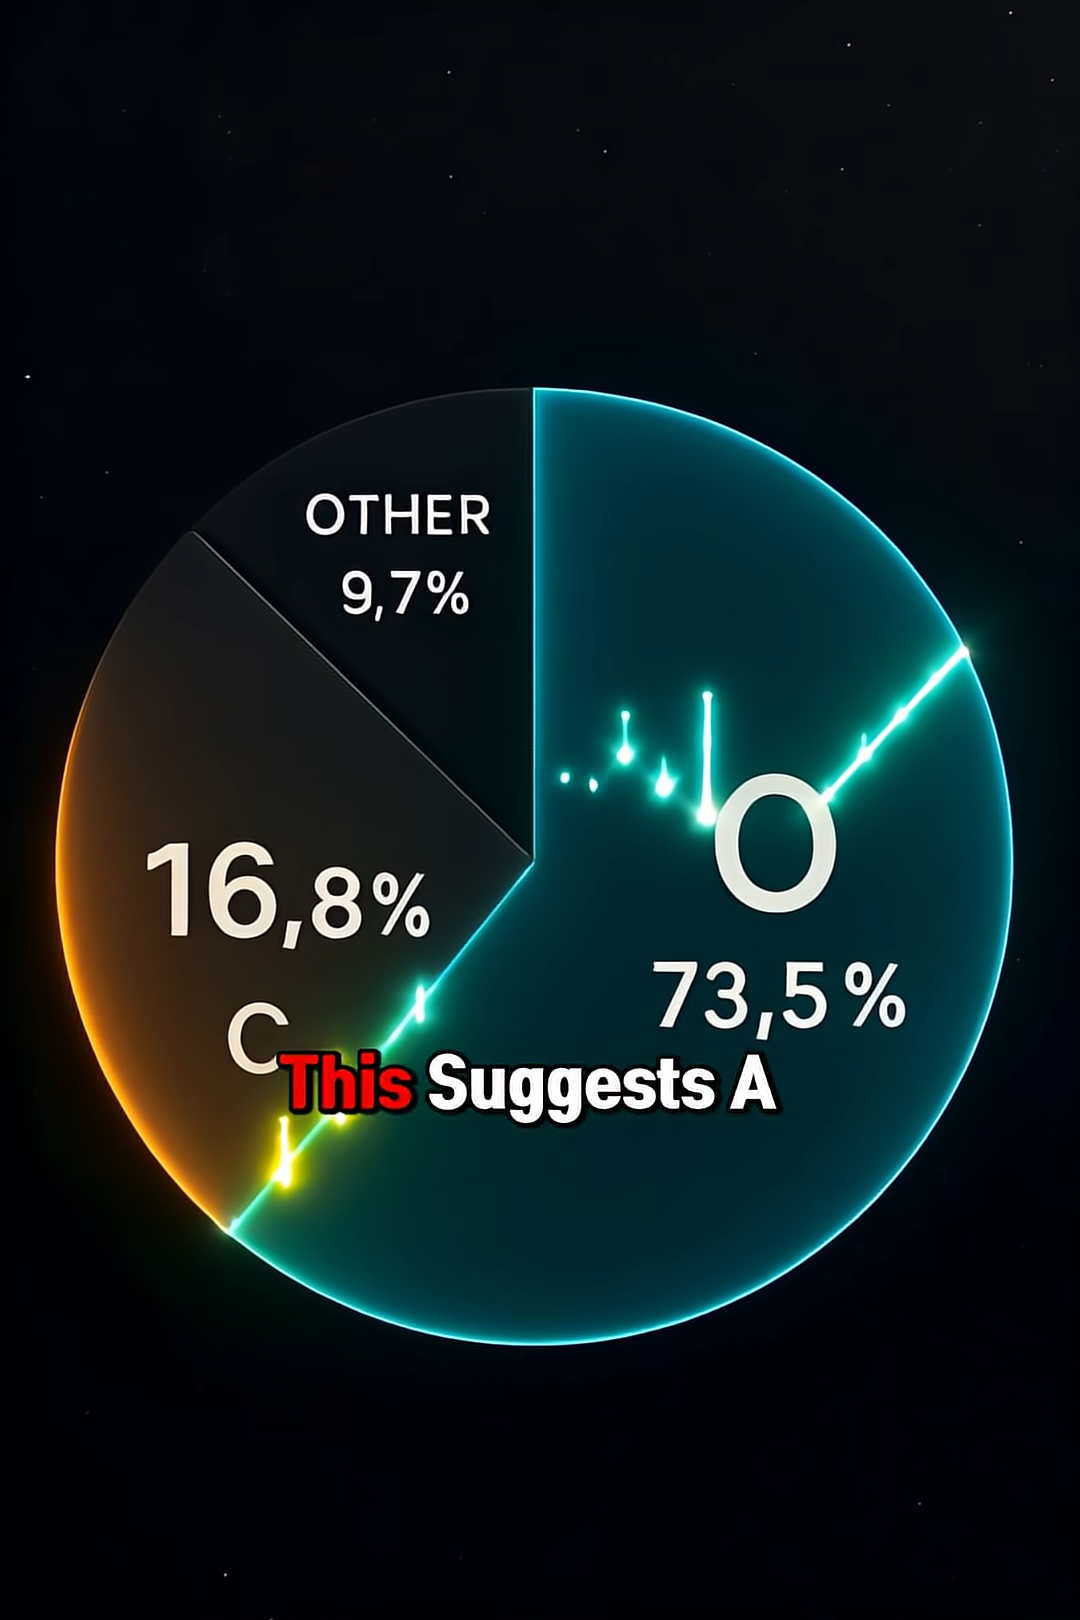 OTHER
9,7%
16,8%
C
O
73,5%
This Suggests A